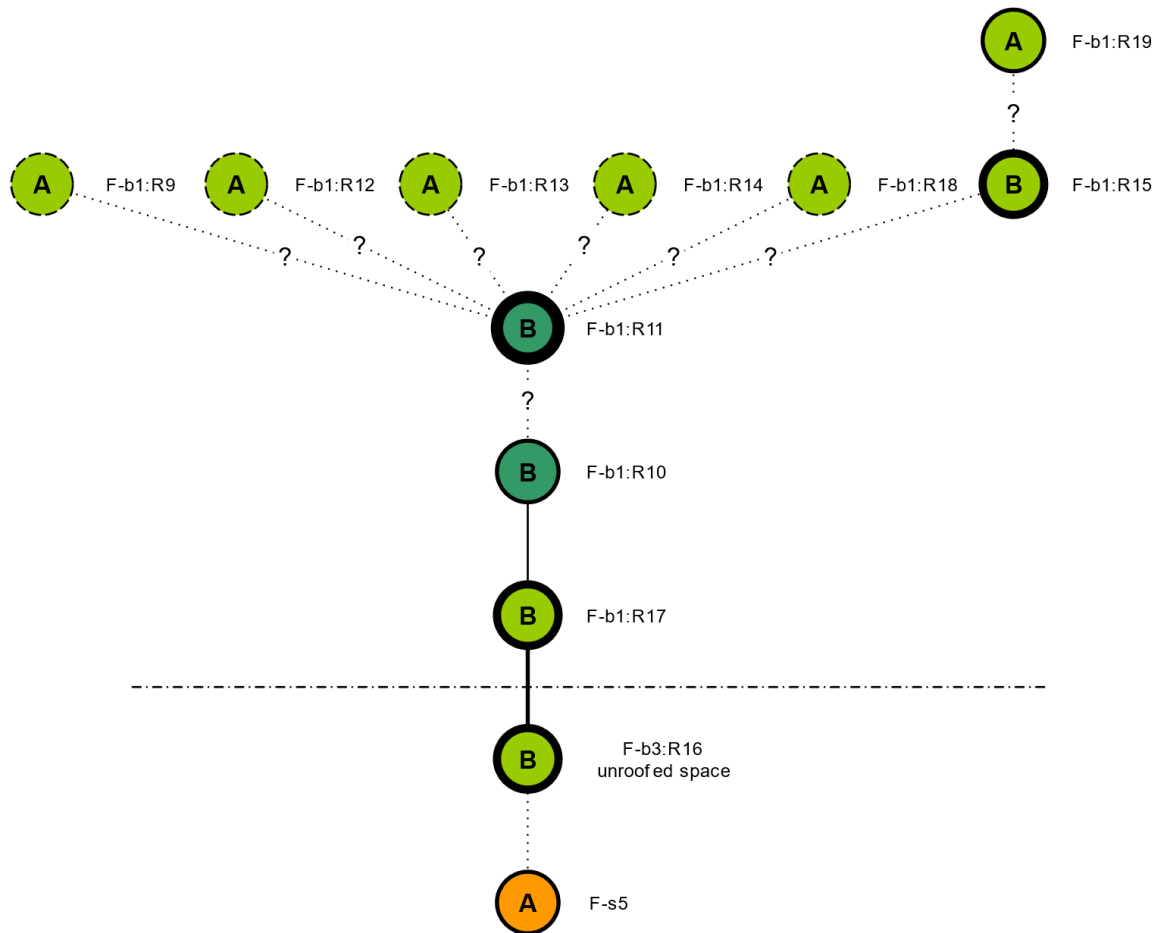 A F-b1:R19
?
A F-b1:R9 A F-b1:R12 A F-b1:R13 A F-b1:R14 A F-b1:R18 B F-b1:R15
? ? ? ? ? ?
B F-b1:R11
?
B F-b1:R10
B F-b1:R17
B F-b3:R16
unroofed space
A F-s5